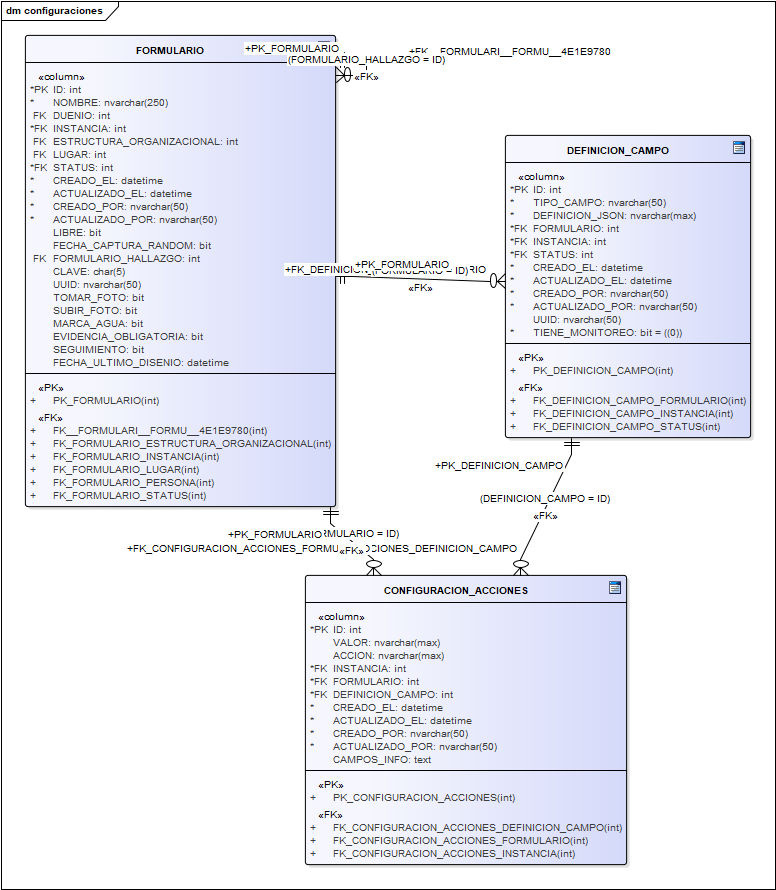 dm configuraciones
FORMULARIO
«column»
*PK ID: int
* NOMBRE: nvarchar(250)
FK DUENIO: int
*FK INSTANCIA: int
FK ESTRUCTURA_ORGANIZACIONAL: int
FK LUGAR: int
*FK STATUS: int
* CREADO_EL: datetime
* ACTUALIZADO_EL: datetime
* CREADO_POR: nvarchar(50)
* ACTUALIZADO_POR: nvarchar(50)
LIBRE: bit
FECHA_CAPTURA_RANDOM: bit
FK FORMULARIO_HALLAZGO: int
CLAVE: char(5)
UUID: nvarchar(50)
TOMAR_FOTO: bit
SUBIR_FOTO: bit
MARCA_AGUA: bit
EVIDENCIA_OBLIGATORIA: bit
SEGUIMIENTO: bit
FECHA_ULTIMO_DISENIO: datetime
«PK»
+ PK_FORMULARIO(int)
«FK»
+ FK__FORMULARI__FORMU__4E1E9780(int)
+ FK_FORMULARIO_ESTRUCTURA_ORGANIZACIONAL(int)
+ FK_FORMULARIO_INSTANCIA(int)
+ FK_FORMULARIO_LUGAR(int)
+ FK_FORMULARIO_PERSONA(int)
+ FK_FORMULARIO_STATUS(int)
+PK_FORMULARIO
+FK__FORMULARI__FORMU__4E1E9780
(FORMULARIO_HALLAZGO = ID)
«FK»
DEFINICION_CAMPO
«column»
*PK ID: int
* TIPO_CAMPO: nvarchar(50)
* DEFINICION_JSON: nvarchar(max)
*FK FORMULARIO: int
*FK INSTANCIA: int
*FK STATUS: int
* CREADO_EL: datetime
* ACTUALIZADO_EL: datetime
* CREADO_POR: nvarchar(50)
* ACTUALIZADO_POR: nvarchar(50)
UUID: nvarchar(50)
* TIENE_MONITOREO: bit = ((0))
«PK»
+ PK_DEFINICION_CAMPO(int)
«FK»
+ FK_DEFINICION_CAMPO_FORMULARIO(int)
+ FK_DEFINICION_CAMPO_INSTANCIA(int)
+ FK_DEFINICION_CAMPO_STATUS(int)
+PK_FORMULARIO
(FORMULARIO = ID)
«FK»
+PK_DEFINICION_CAMPO
(DEFINICION_CAMPO = ID)
«FK»
+PK_FORMULARIO
«FK»
CONFIGURACION_ACCIONES
«column»
*PK ID: int
VALOR: nvarchar(max)
ACCION: nvarchar(max)
*FK INSTANCIA: int
*FK FORMULARIO: int
*FK DEFINICION_CAMPO: int
* CREADO_EL: datetime
* ACTUALIZADO_EL: datetime
* CREADO_POR: nvarchar(50)
* ACTUALIZADO_POR: nvarchar(50)
CAMPOS_INFO: text
«PK»
+ PK_CONFIGURACION_ACCIONES(int)
«FK»
+ FK_CONFIGURACION_ACCIONES_DEFINICION_CAMPO(int)
+ FK_CONFIGURACION_ACCIONES_FORMULARIO(int)
+ FK_CONFIGURACION_ACCIONES_INSTANCIA(int)